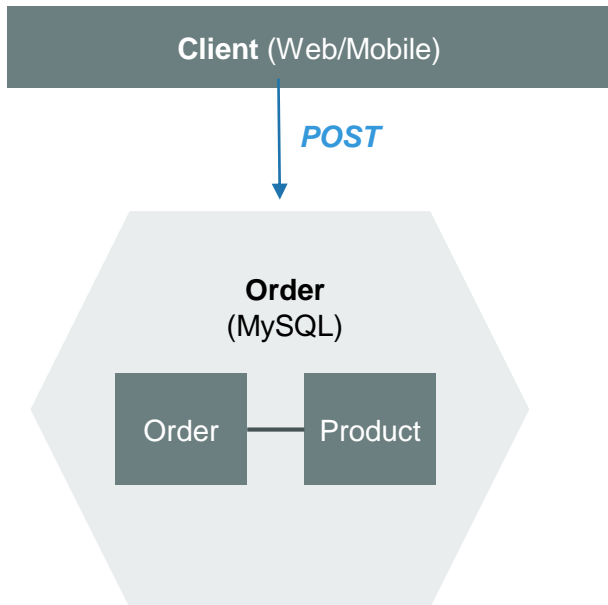 Client (Web/Mobile)
POST
Order
(MySQL)
Order
Product